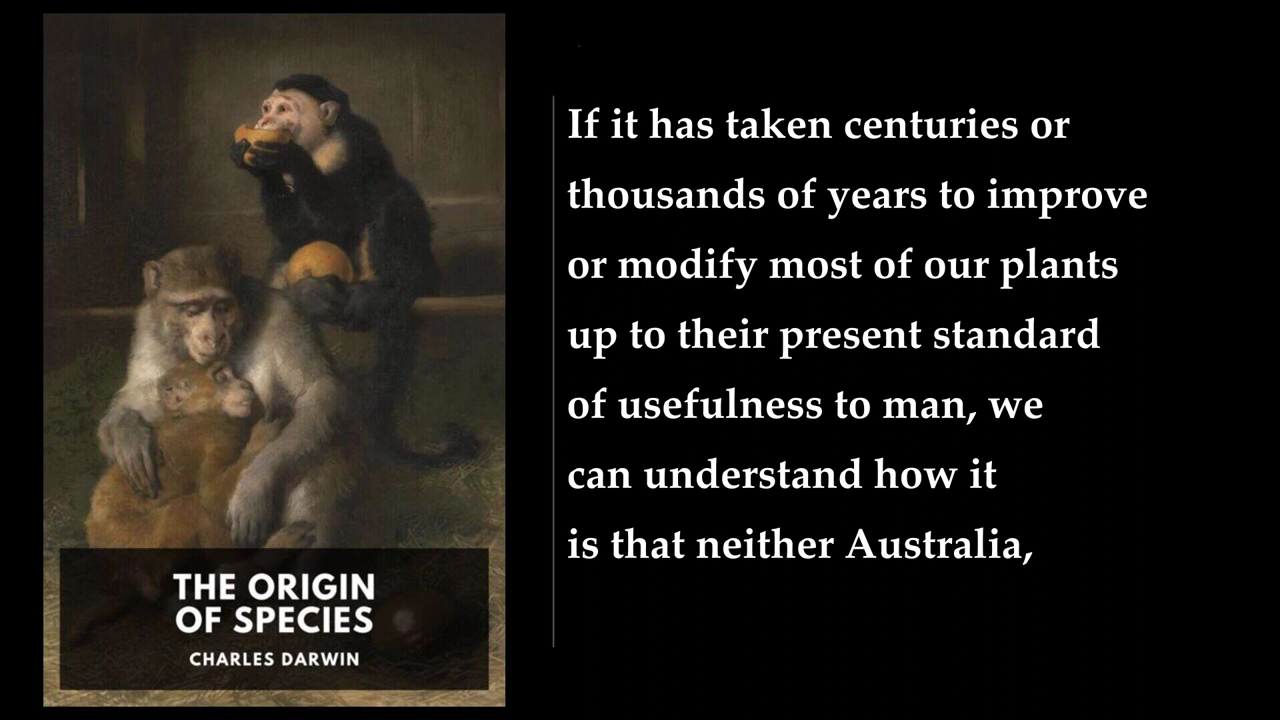 THE ORIGIN
OF SPECIES
CHARLES DARWIN
If it has taken centuries or
thousands of years to improve
or modify most of our plants
up to their present standard
of usefulness to man, we
can understand how it
is that neither Australia,